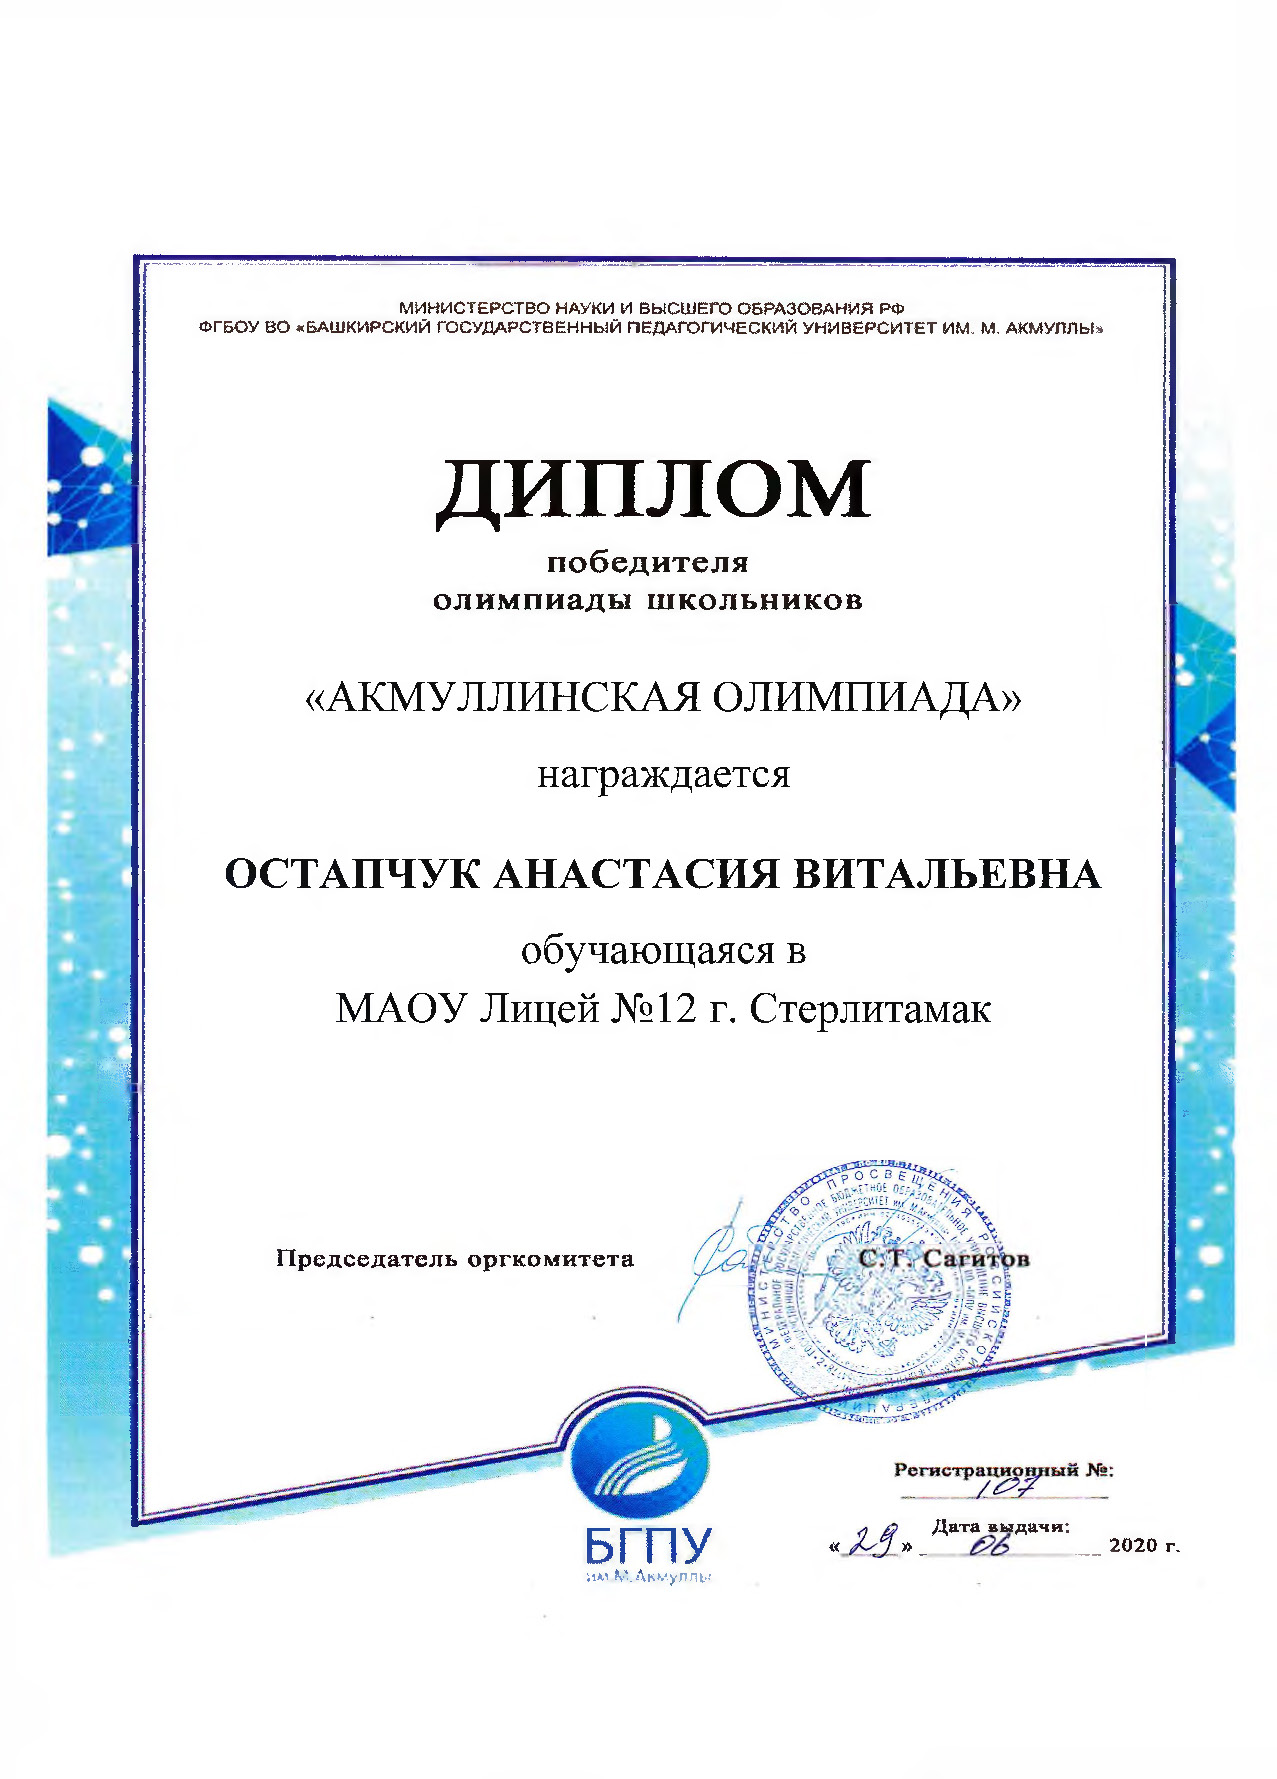 МИНИСТЕРСТВО НАУКИ И ВЫСШЕГО ОБРАЗОВАНИЯ РФ
ФГБОУ ВО «БАШКИРСКИЙ ГОСУДАРСТВЕННЫЙ ПЕДАГОГИЧЕСКИЙ УНИВЕРСИТЕТ ИМ. М. АКМУЛЛЫ»
ДИПЛОМ
победителя
олимпиады школьников
«АКМУЛЛИНСКАЯ ОЛИМПИАДА»
награждается
ОСТАПЧУК АНАСТАСИЯ ВИТАЛЬЕВНА
обучающаяся в
МАОУ Лицей №12 г. Стерлитамак
Председатель оргкомитета С.Т. Сагитов
МИНИСТЕРСТВО ПРОСВЕЩЕНИЯ РОССИЙСКОЙ ФЕДЕРАЦИИ
Регистрационный №:
107
Дата выдачи:
«29» 06 2020 г.
БГПУ
им. М. Акмуллы